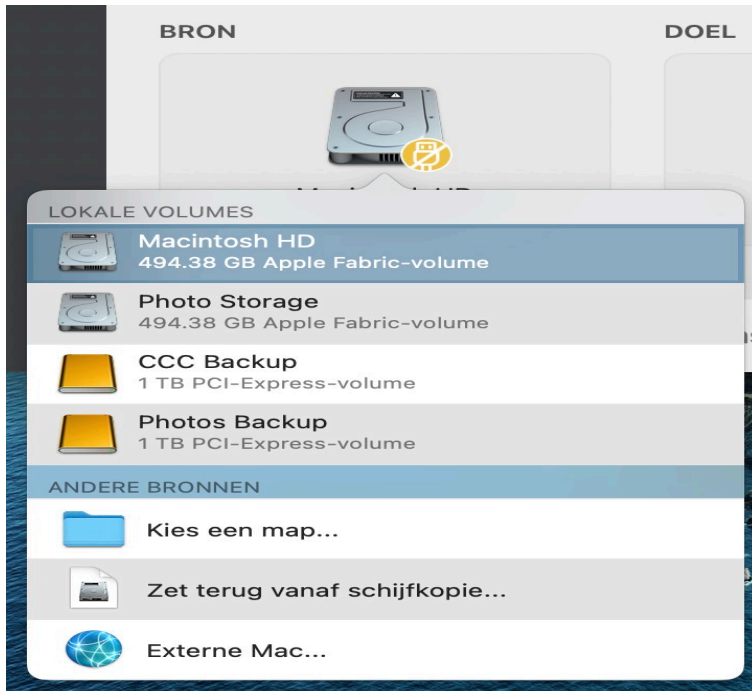 BRON
DOEL
LOKALE VOLUMES
Macintosh HD
494.38 GB Apple Fabric-volume
Photo Storage
494.38 GB Apple Fabric-volume
CCC Backup
1 TB PCI-Express-volume
Photos Backup
1 TB PCI-Express-volume
ANDERE BRONNEN
Kies een map...
Zet terug vanaf schijfkopie...
Externe Mac...